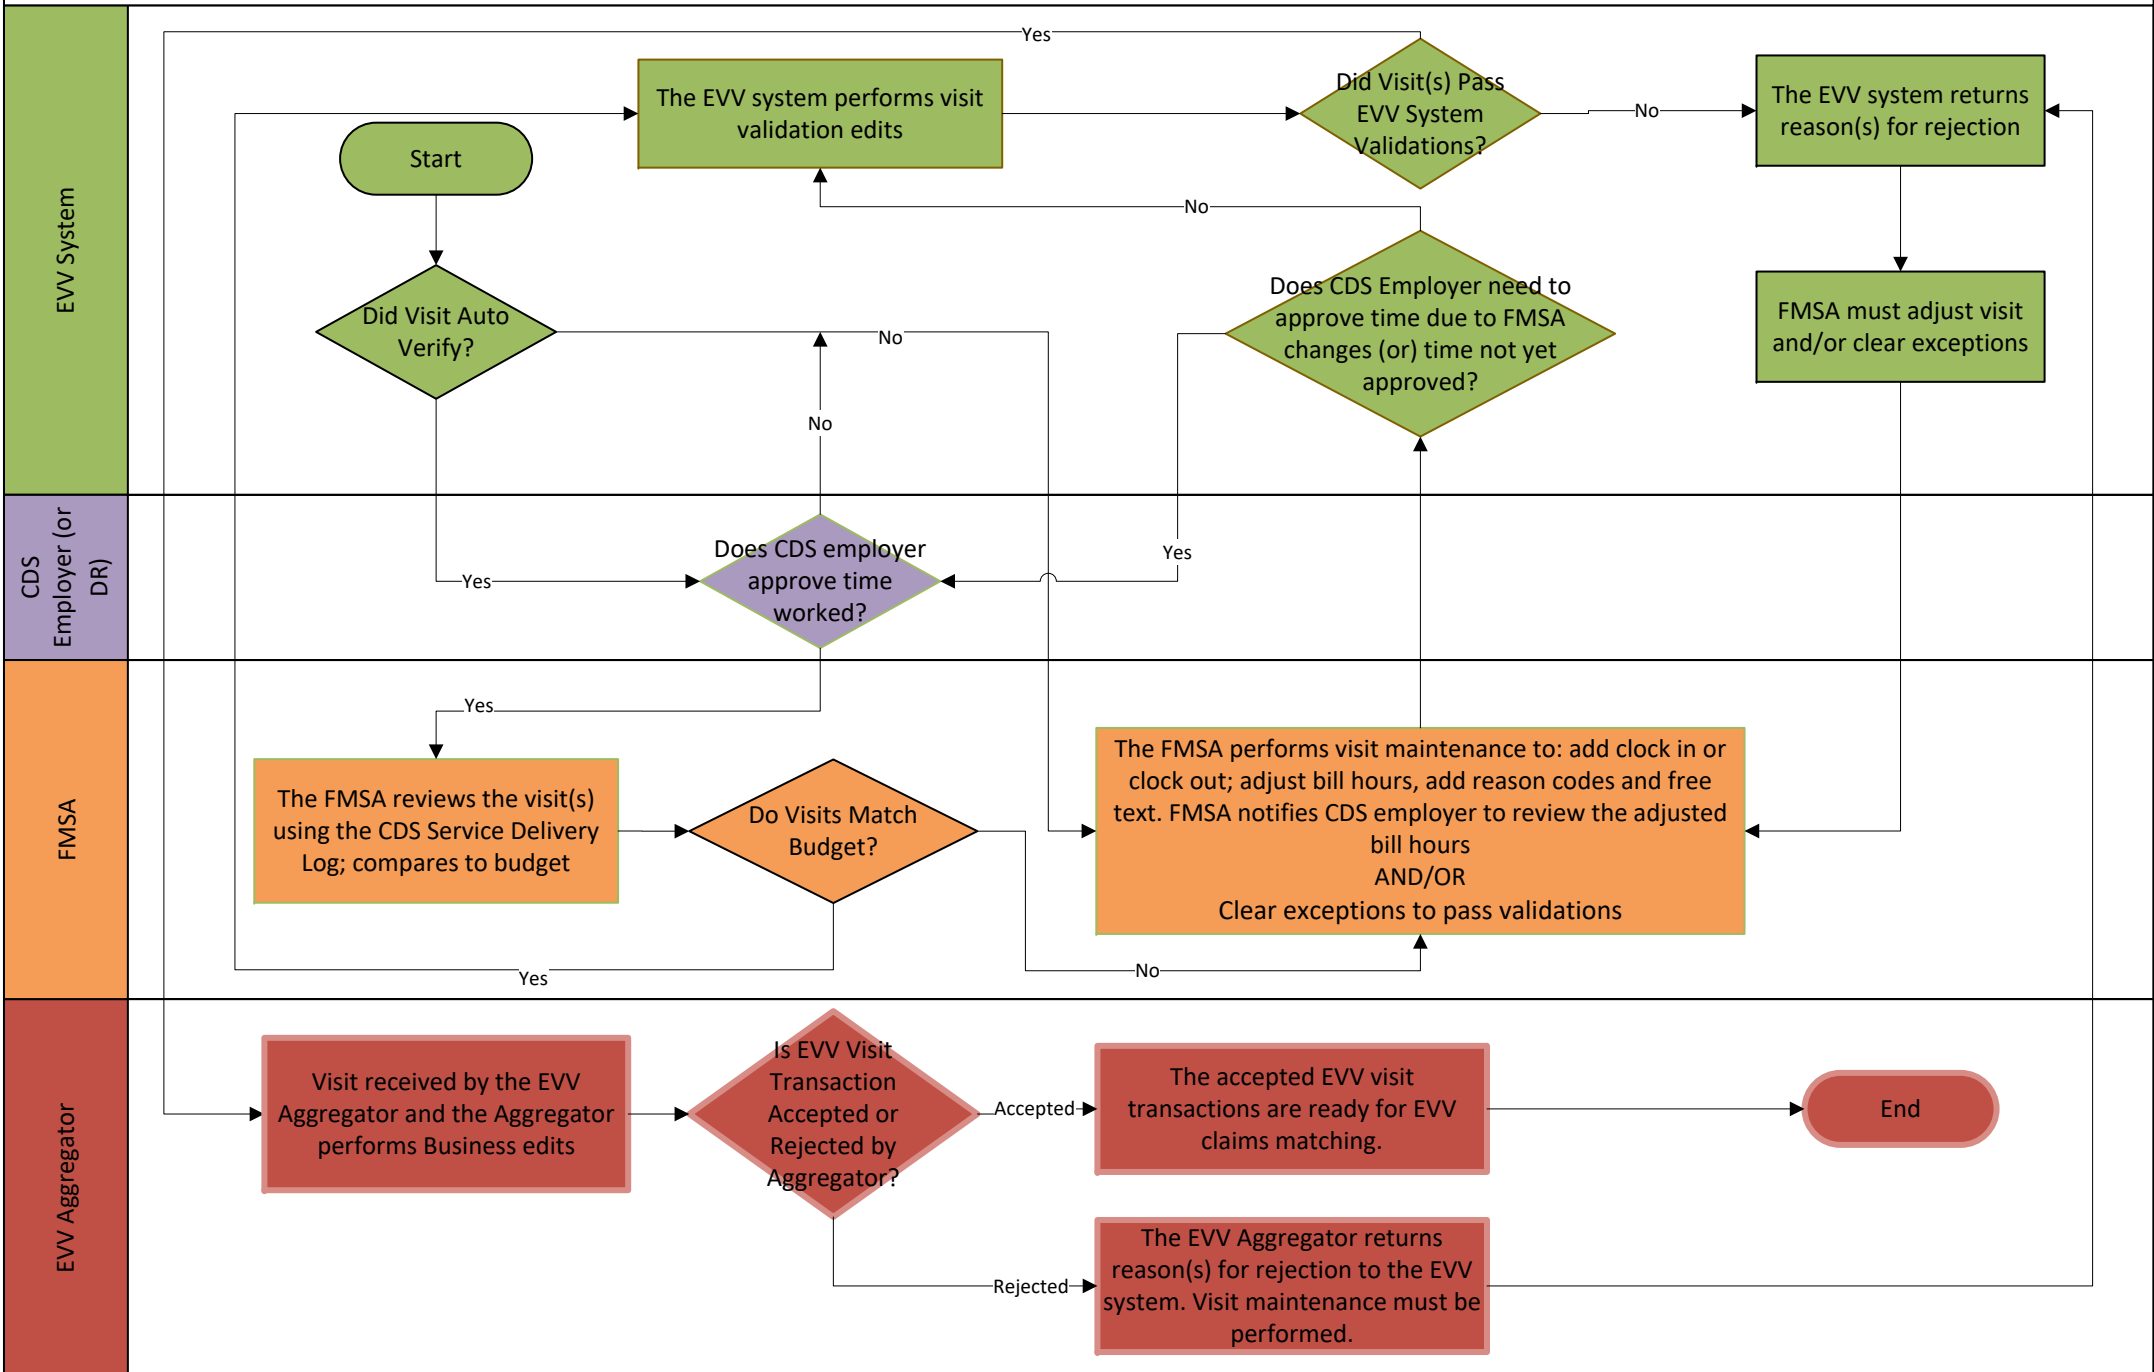 EVV System
Yes
The EVV system performs visit
validation edits
Did Visit(s) Pass
EVV System
Validations?
No
The EVV system returns
reason(s) for rejection
Start
No
Did Visit Auto
Verify?
No
Does CDS Employer need to
approve time due to FMSA
changes (or) time not yet
approved?
FMSA must adjust visit
and/or clear exceptions
No
CDS
Employer (or
DR)
Yes
Does CDS employer
approve time
worked?
Yes
FMSA
Yes
The FMSA reviews the visit(s)
using the CDS Service Delivery
Log; compares to budget
Do Visits Match
Budget?
The FMSA performs visit maintenance to: add clock in or
clock out; adjust bill hours, add reason codes and free
text. FMSA notifies CDS employer to review the adjusted
bill hours
AND/OR
Clear exceptions to pass validations
Yes
No
EVV Aggregator
Visit received by the EVV
Aggregator and the Aggregator
performs Business edits
Is EVV Visit
Transaction
Accepted or
Rejected by
Aggregator?
Accepted
The accepted EVV visit
transactions are ready for EVV
claims matching.
End
Rejected
The EVV Aggregator returns
reason(s) for rejection to the EVV
system. Visit maintenance must be
performed.